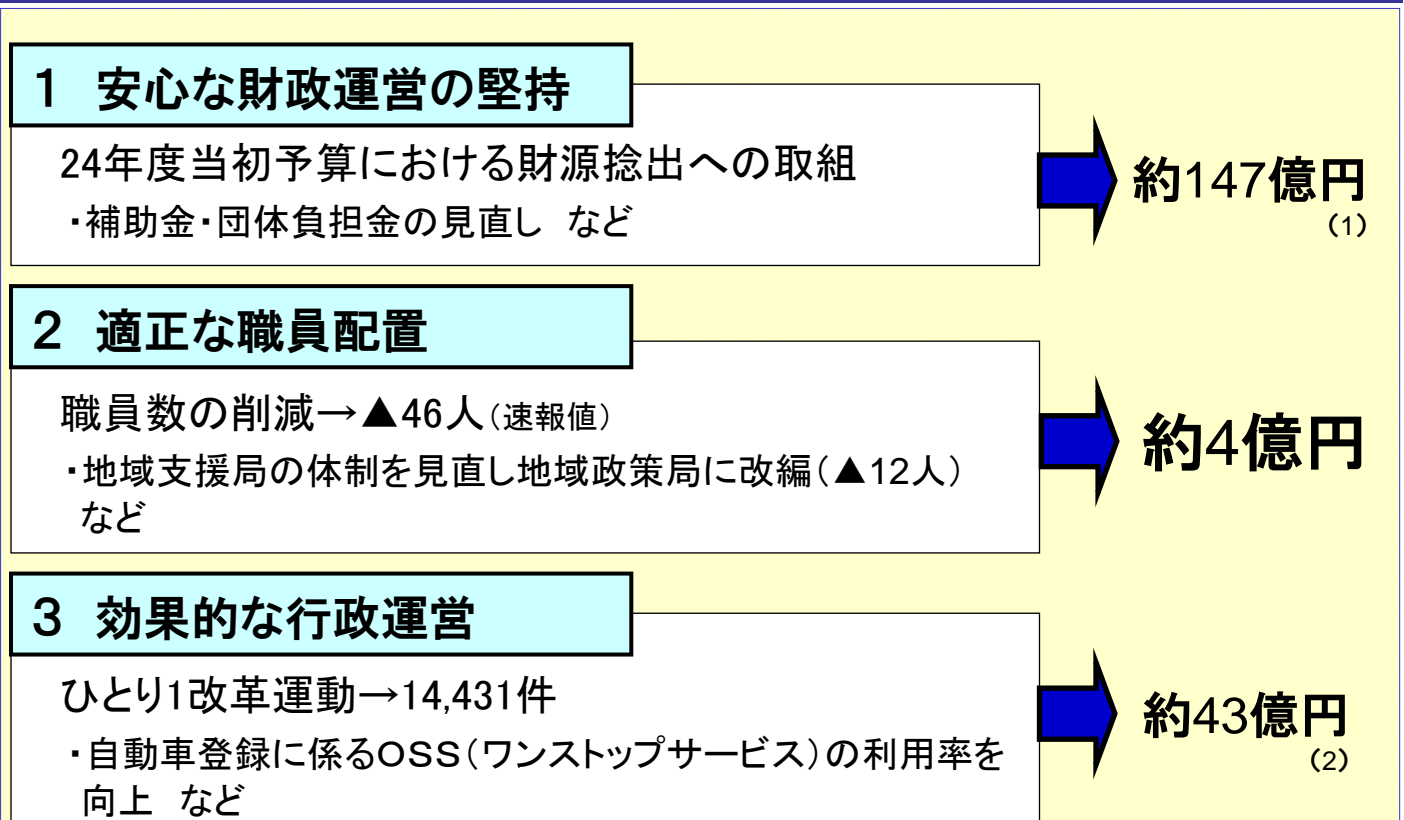 １　安心な財政運営の堅持
24年度当初予算における財源捻出への取組
・補助金・団体負担金の見直し　など
約147億円
（1）
２　適正な職員配置
職員数の削減→▲46人（速報値）
・地域支援局の体制を見直し地域政策局に改編（▲12人）
など
約4億円
３　効果的な行政運営
ひとり1改革運動→14,431件
・自動車登録に係るＯＳＳ（ワンストップサービス）の利用率を
向上　など
約43億円
（2）